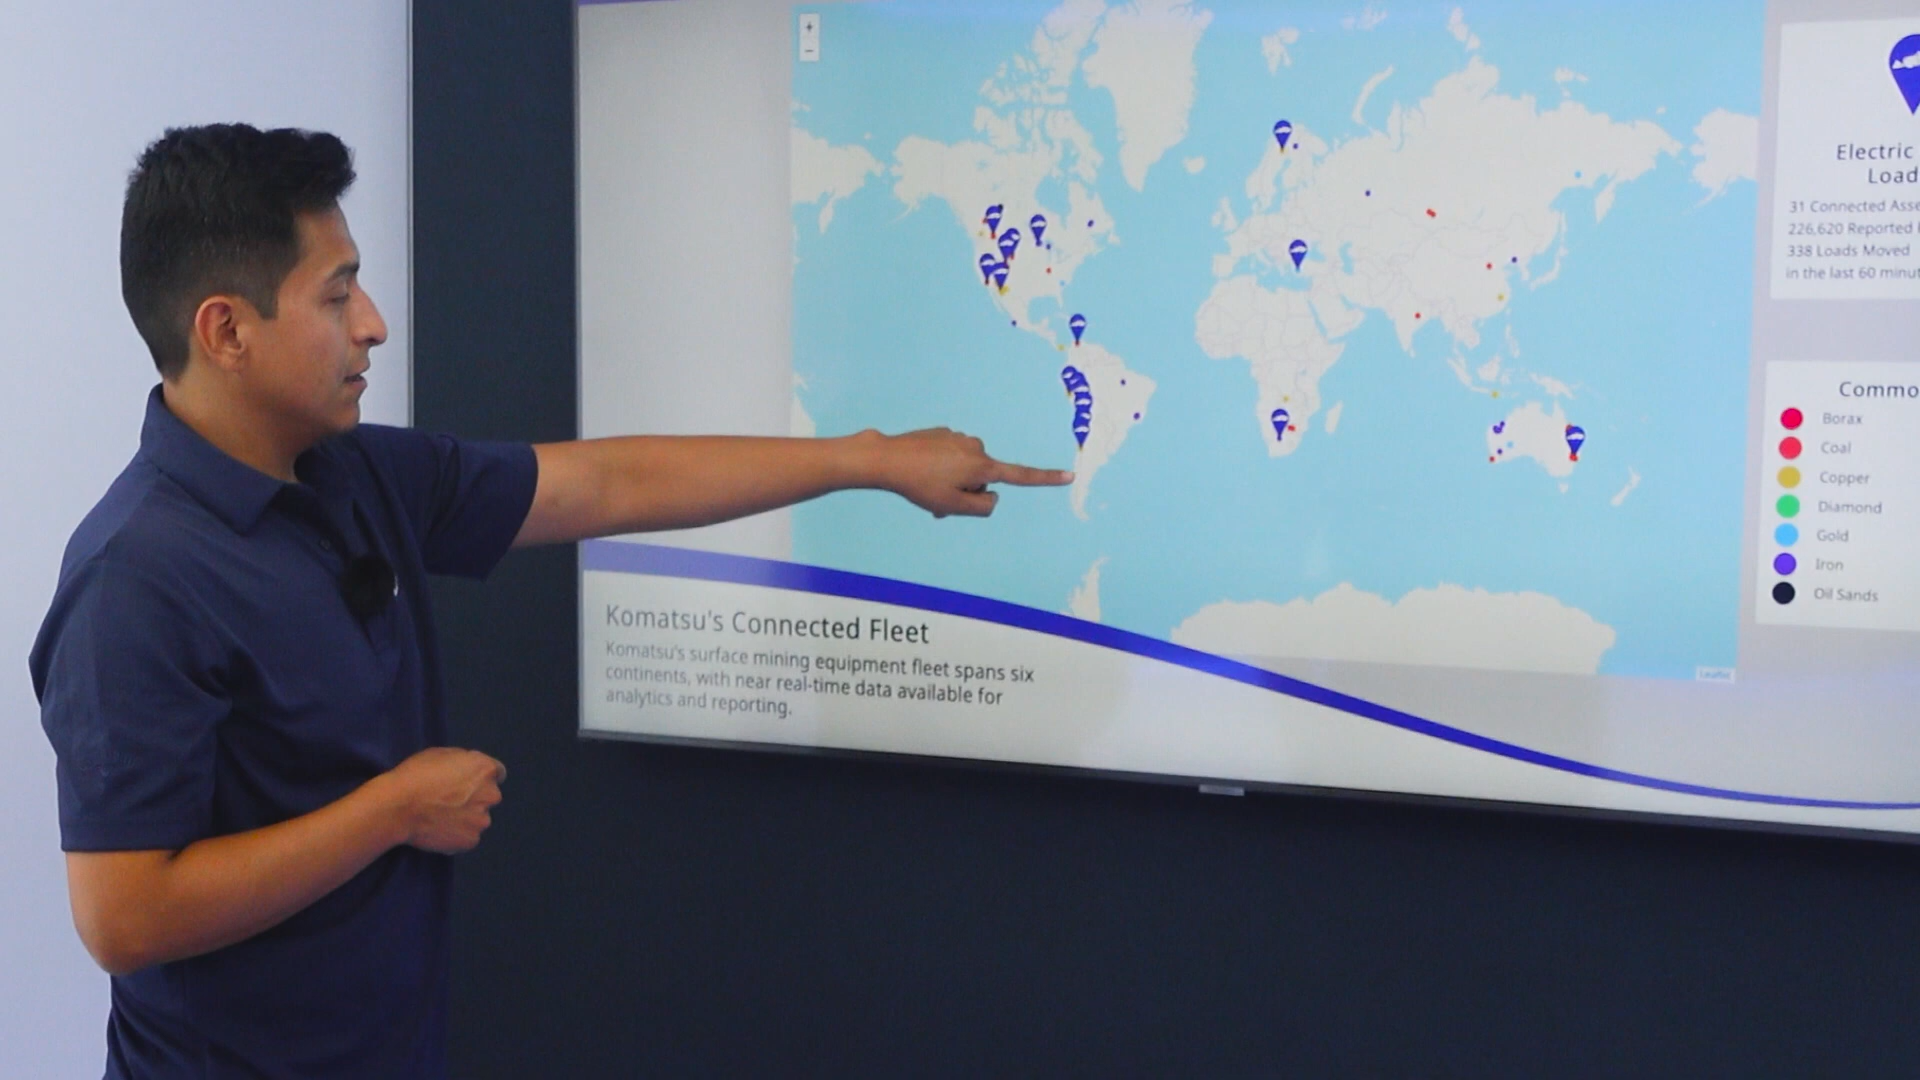 +
−
Electric
Load
31 Connected Asse
226,620 Reported
338 Loads Moved
in the last 60 minut
Commo
Borax
Coal
Copper
Diamond
Gold
Iron
Oil Sands
Leaflet
Komatsu's Connected Fleet
Komatsu's surface mining equipment fleet spans six
continents, with near real-time data available for
analytics and reporting.